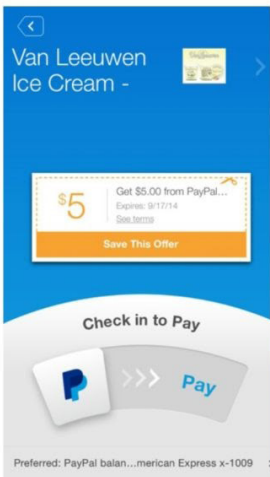 Van Leeuwen
Ice Cream -
$5
Get $5.00 from PayPal...
Expires: 9/17/14
See terms
Save This Offer
Check in to Pay
Pay
Preferred: PayPal balan...merican Express x-1009